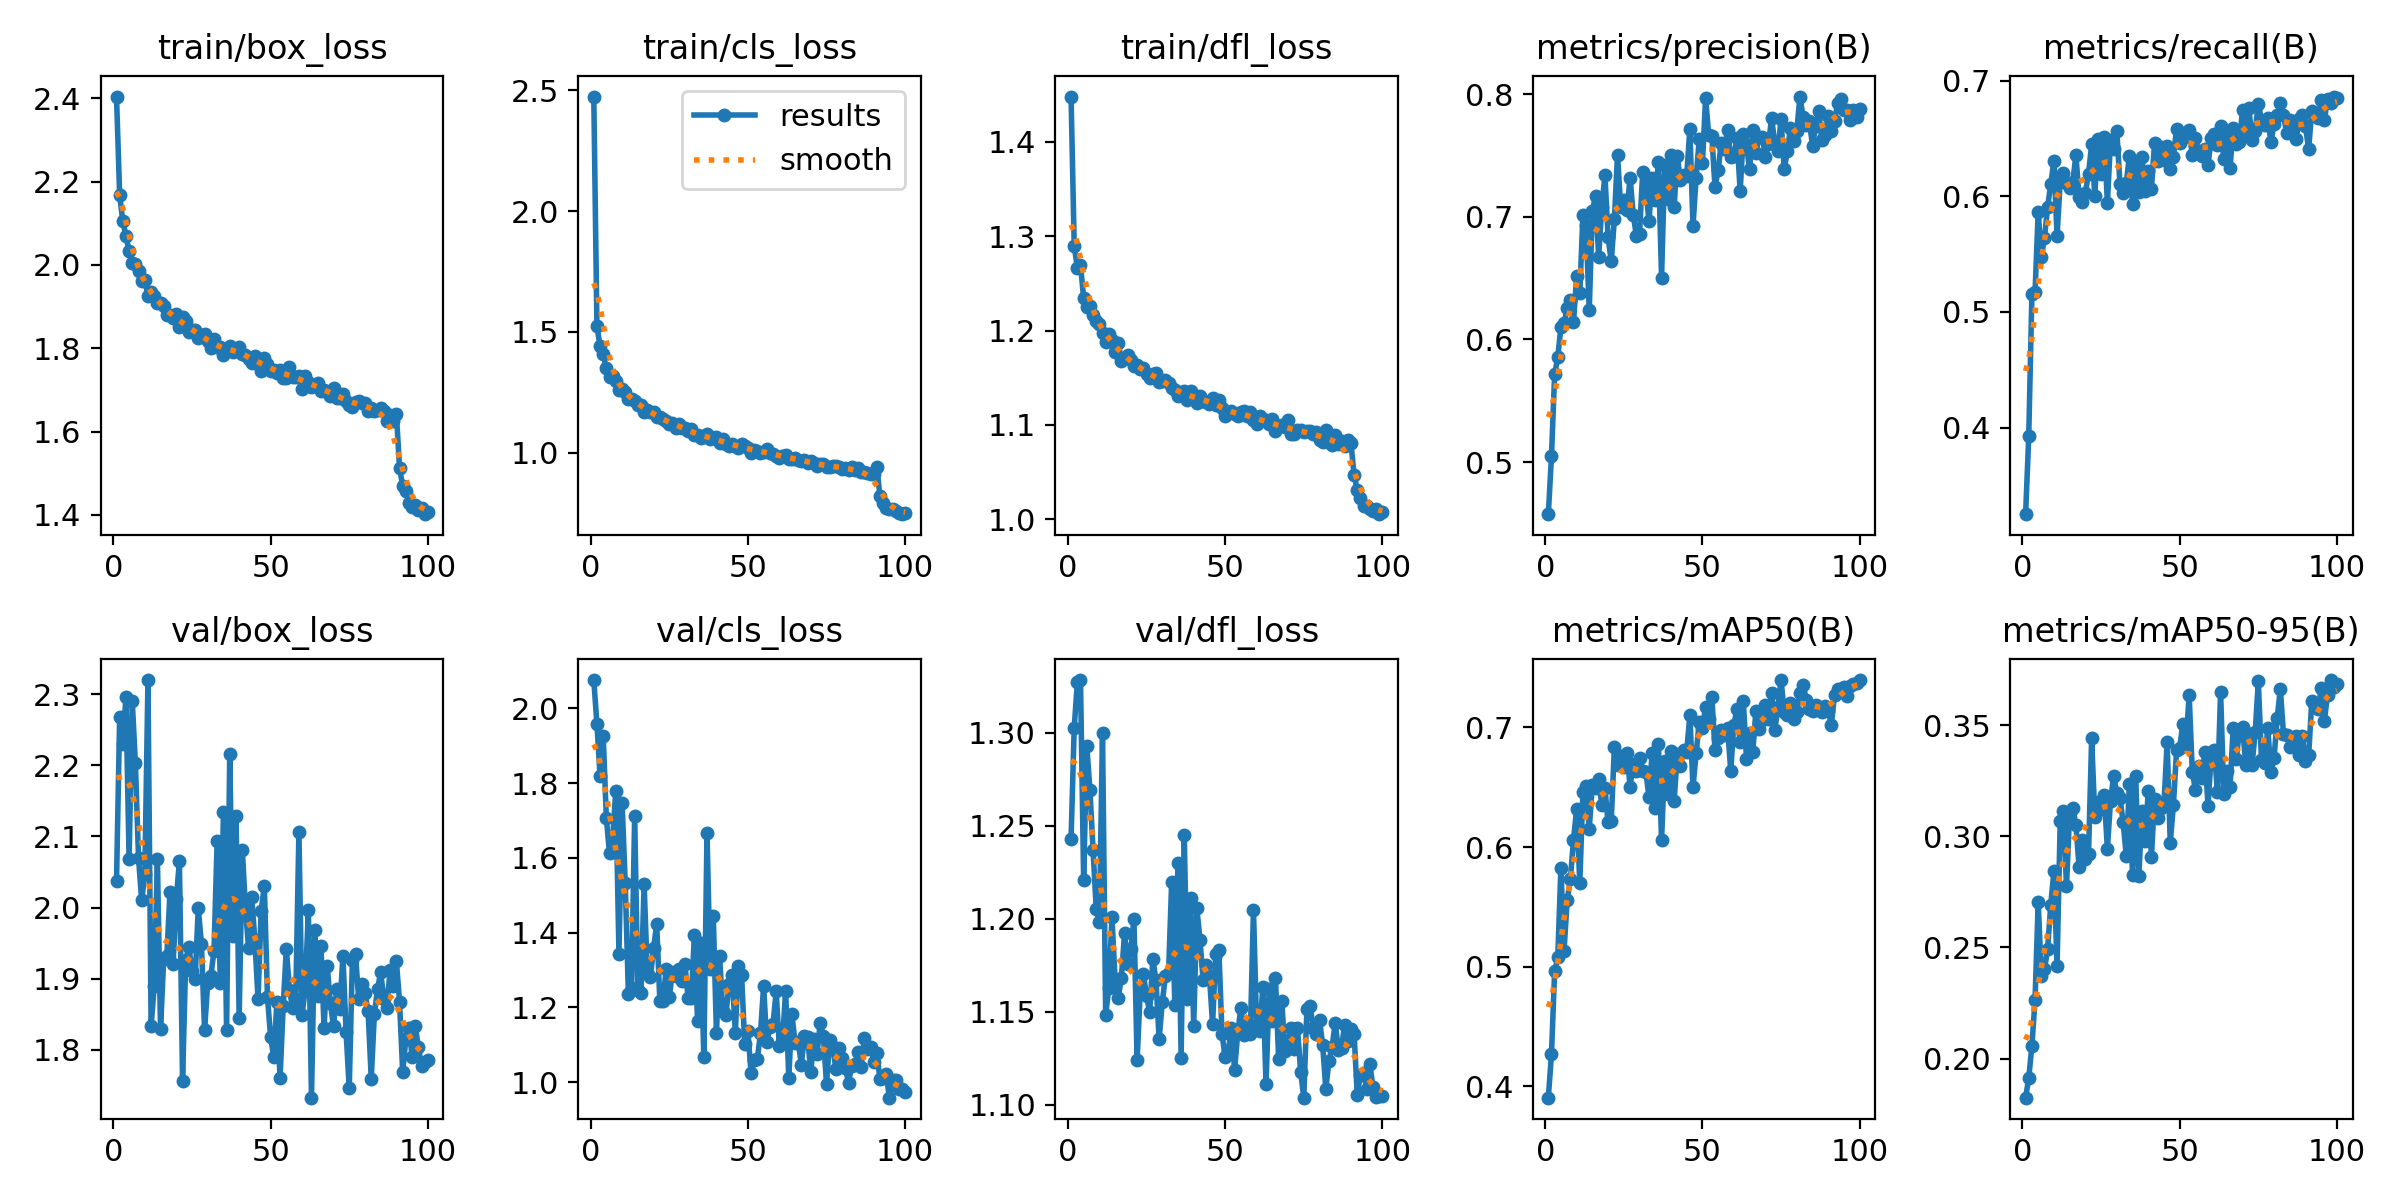 train/box_loss
2.4
2.2
2.0
1.8
1.6
1.4
0 50 100
train/cls_loss
results
smooth
2.5
2.0
1.5
1.0
0 50 100
train/dfl_loss
1.4
1.3
1.2
1.1
1.0
0 50 100
metrics/precision(B)
0.8
0.7
0.6
0.5
0 50 100
metrics/recall(B)
0.7
0.6
0.5
0.4
0 50 100
val/box_loss
2.3
2.2
2.1
2.0
1.9
1.8
0 50 100
val/cls_loss
2.0
1.8
1.6
1.4
1.2
1.0
0 50 100
val/dfl_loss
1.30
1.25
1.20
1.15
1.10
0 50 100
metrics/mAP50(B)
0.7
0.6
0.5
0.4
0 50 100
metrics/mAP50-95(B)
0.35
0.30
0.25
0.20
0 50 100